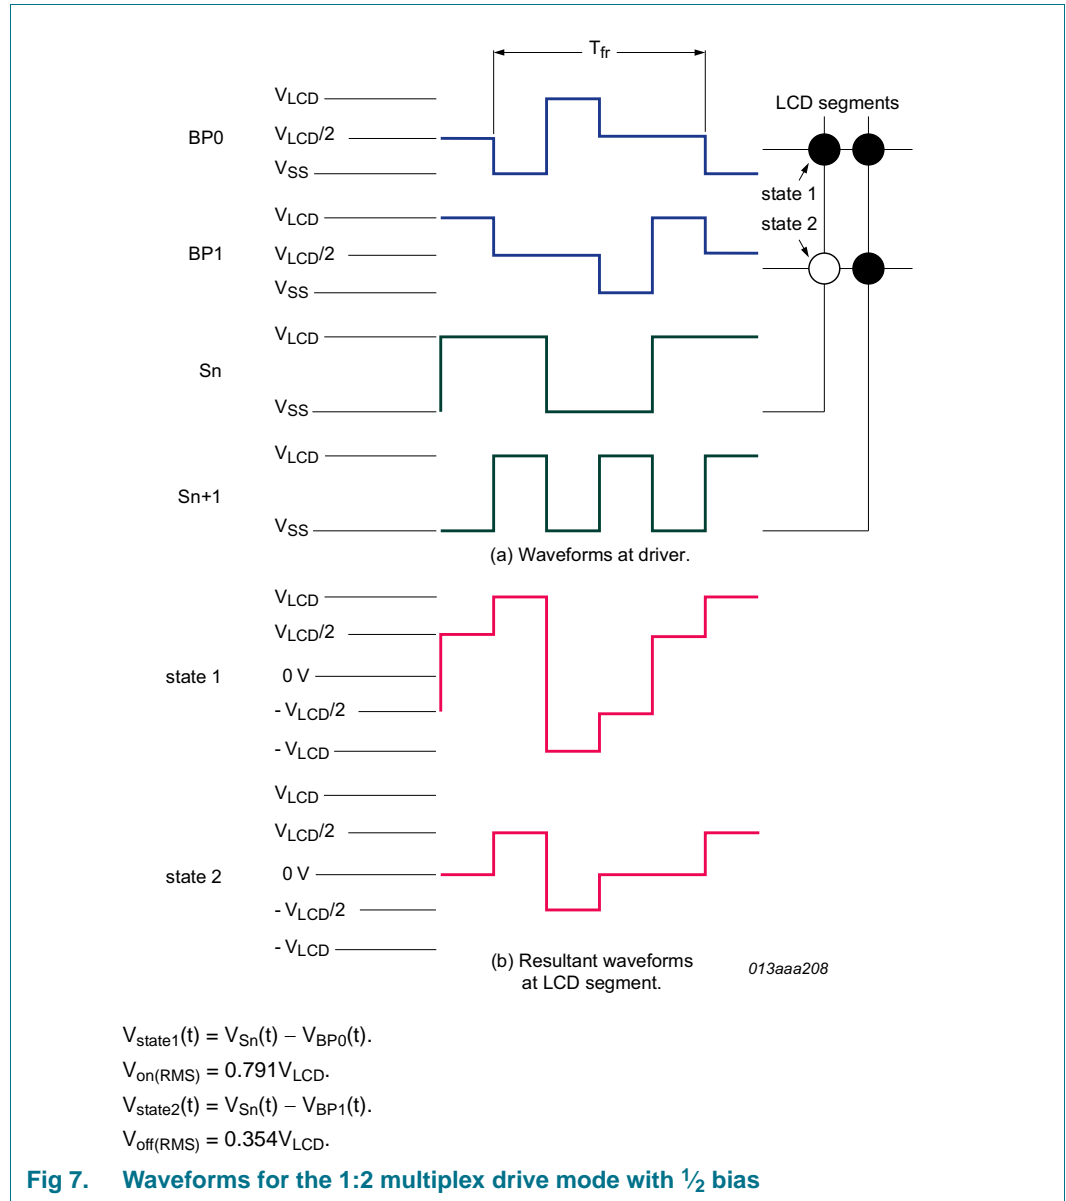 Tfr
VLCD
BP0
VLCD/2
VSS
LCD segments
state 1
state 2
VLCD
BP1
VLCD/2
VSS
VLCD
Sn
VSS
VLCD
Sn+1
VSS
(a) Waveforms at driver.
VLCD
VLCD/2
state 1
0 V
- VLCD/2
- VLCD
VLCD
VLCD/2
state 2
0 V
- VLCD/2
- VLCD
(b) Resultant waveforms
at LCD segment.
013aaa208
Vstate1(t) = VSn(t) − VBP0(t).
Von(RMS) = 0.791VLCD.
Vstate2(t) = VSn(t) − VBP1(t).
Voff(RMS) = 0.354VLCD.
Fig 7. Waveforms for the 1:2 multiplex drive mode with 1⁄2 bias